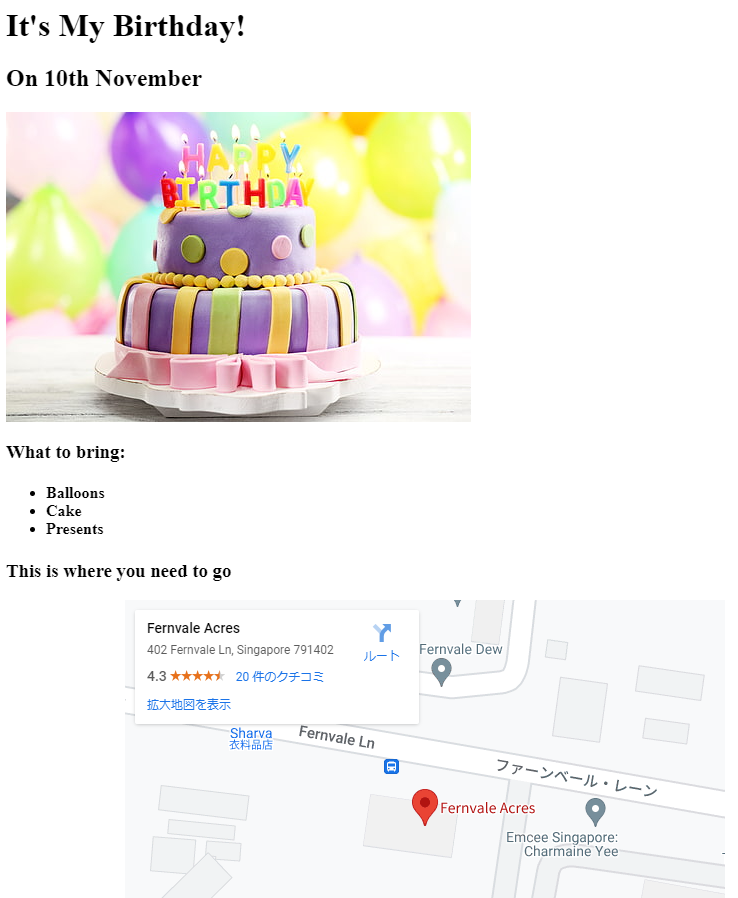 It's My Birthday!
On 10th November
HAPPY
BIRTHDAY
What to bring:
Balloons
Cake
Presents
This is where you need to go
Fernvale Acres
402 Fernvale Ln, Singapore 791402
ルート
4.3
20 件のクチコミ
拡大地図を表示
Fernvale Dew
Sharva
衣料品店
Fernvale Ln
ファーンベール・レーン
Fernvale Acres
Emcee Singapore:
Charmaine Yee